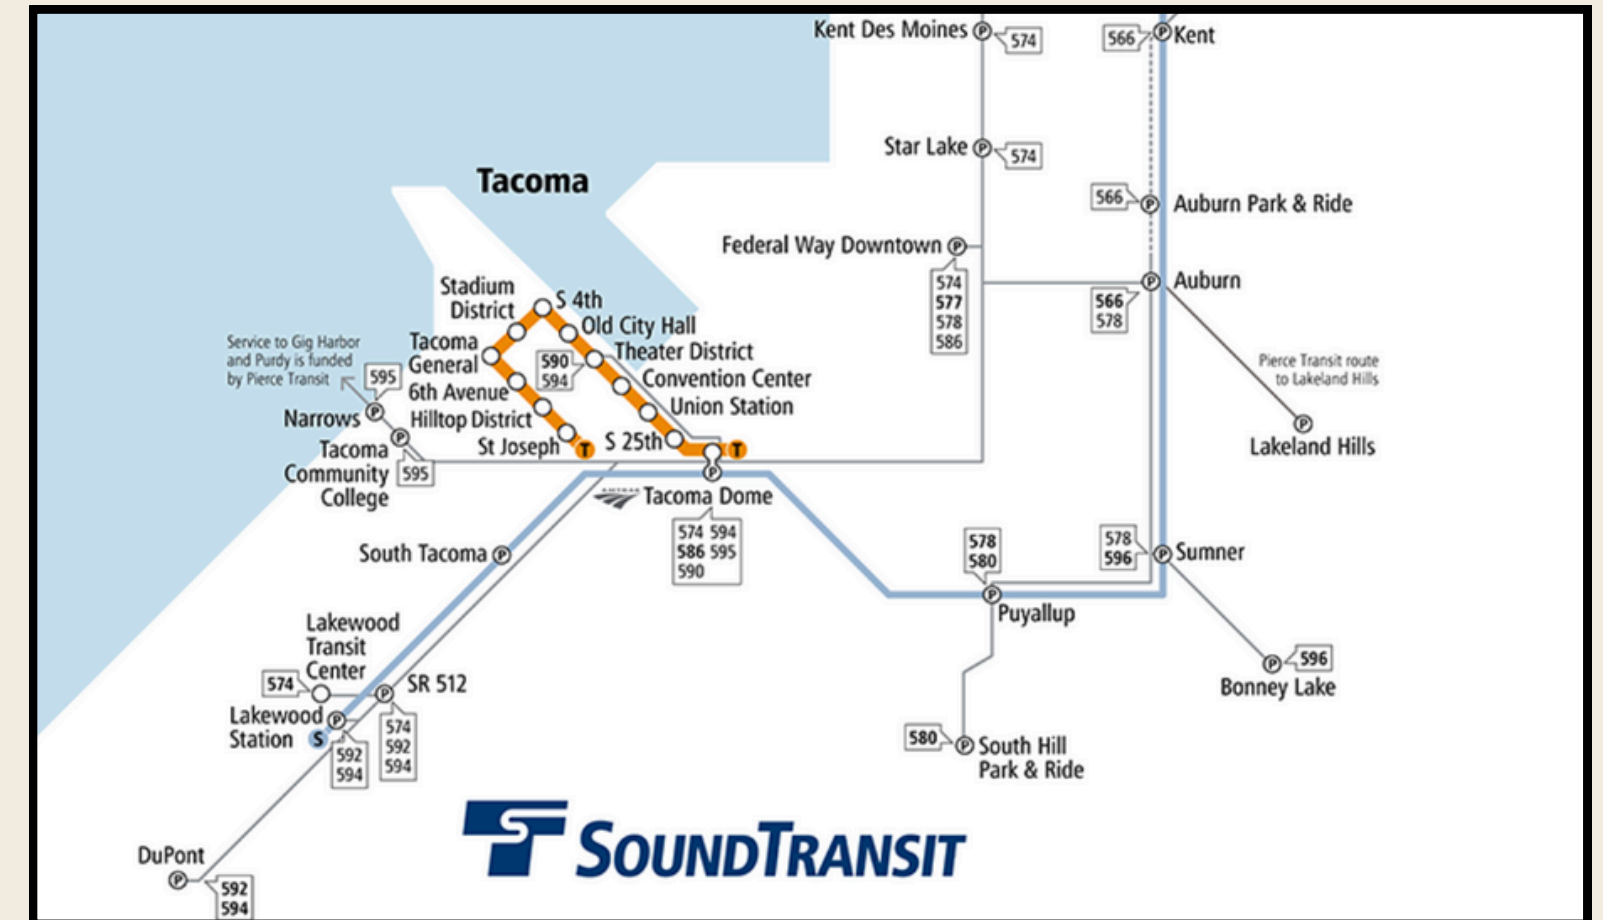 Kent Des Moines
574
566
Kent
Star Lake
574
Tacoma
566
Auburn Park & Ride
Federal Way Downtown
574
577
578
586
Auburn
566
578
Stadium
District
S 4th
Old City Hall
Tacoma
General
Theater District
590
594
Convention Center
Union Station
6th Avenue
Hilltop District
St Joseph
T
S 25th
T
Service to Gig Harbor
and Purdy is funded
by Pierce Transit
595
Narrows
Tacoma
Community
College
595
Pierce Transit route
to Lakeland Hills
Lakeland Hills
AMTRAK
Tacoma Dome
574 594
586 595
590
South Tacoma
578
580
Puyallup
578
596
Sumner
Lakewood
Transit
Center
574
SR 512
574
592
594
Lakewood
Station
S
592
594
596
Bonney Lake
580
South Hill
Park & Ride
DuPont
592
594
T SOUNDTRANSIT